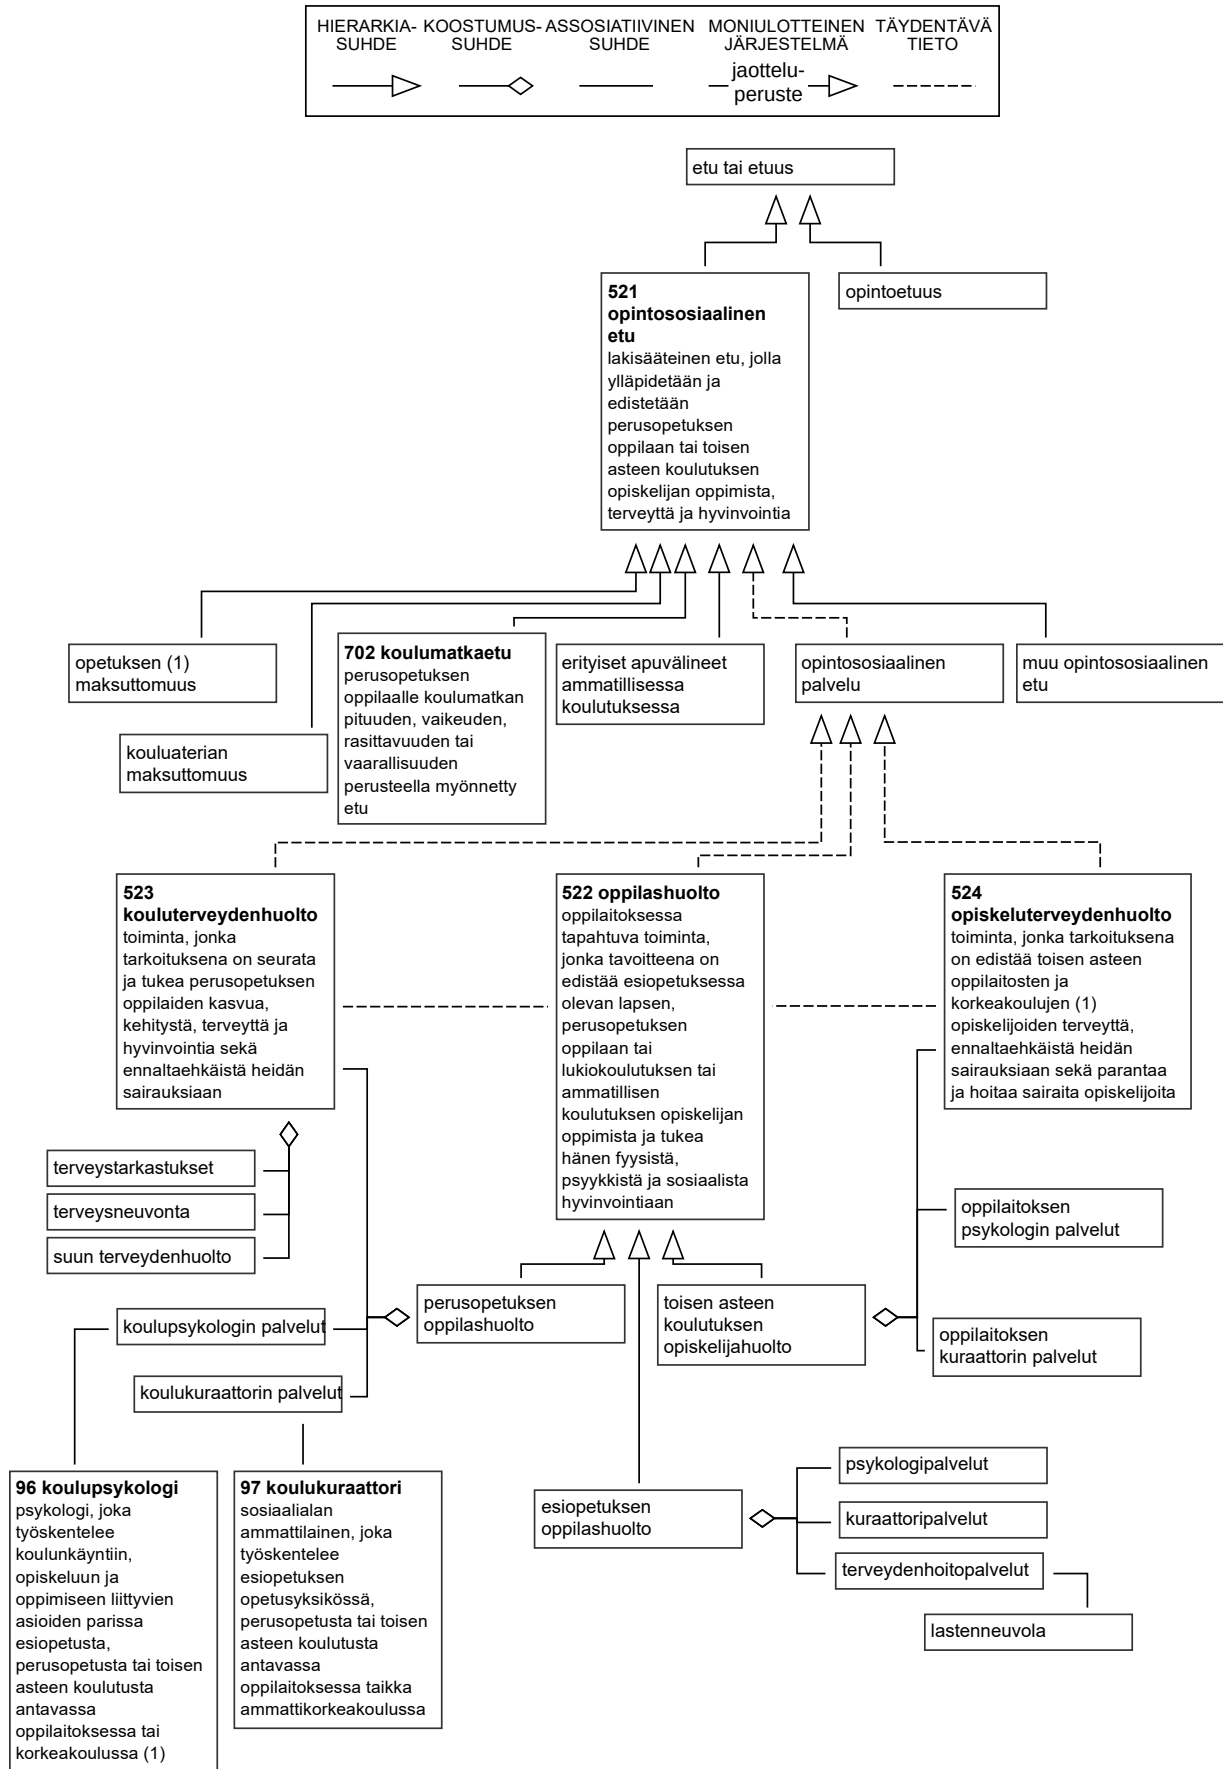 HIERARKIA-
SUHDE
KOOSTUMUS-
SUHDE
ASSOSIATIIVINEN
SUHDE
MONIULOTTEINEN
JÄRJESTELMÄ
TÄYDENTÄVÄ
TIETO
jaottelu-
peruste
etu tai etuus
521
opintososiaalinen
etu
lakisääteinen etu, jolla
ylläpidetään ja
edistetään
perusopetuksen
oppilaan tai toisen
asteen koulutuksen
opiskelijan oppimista,
terveyttä ja hyvinvointia
opintoetuus
opetuksen (1)
maksuttomuus
kouluaterian
maksuttomuus
702 koulumatkaetu
perusopetuksen
oppilaalle koulumatkan
pituuden, vaikeuden,
rasittavuuden tai
vaarallisuuden
perusteella myönnetty
etu
erityiset apuvälineet
ammatillisessa
koulutuksessa
opintososiaalinen
palvelu
muu opintososiaalinen
etu
523
kouluterveydenhuolto
toiminta, jonka
tarkoituksena on seurata
ja tukea perusopetuksen
oppilaiden kasvua,
kehitystä, terveyttä ja
hyvinvointia sekä
ennaltaehkäistä heidän
sairauksiaan
522 oppilashuolto
oppilaitoksessa
tapahtuva toiminta,
jonka tavoitteena on
edistää esiopetuksessa
olevan lapsen,
perusopetuksen
oppilaan tai
lukiokoulutuksen tai
ammatillisen
koulutuksen opiskelijan
oppimista ja tukea
hänen fyysistä,
psyykkistä ja sosiaalista
hyvinvointiaan
524
opiskeluterveydenhuolto
toiminta, jonka tarkoituksena
on edistää toisen asteen
oppilaitosten ja
korkeakoulujen (1)
opiskelijoiden terveyttä,
ennaltaehkäistä heidän
sairauksiaan sekä parantaa
ja hoitaa sairaita opiskelijoita
terveystarkastukset
terveysneuvonta
suun terveydenhuolto
koulupsykologin palvelut
koulukuraattorin palvelut
perusopetuksen
oppilashuolto
toisen asteen
koulutuksen
opiskelijahuolto
oppilaitoksen
psykologin palvelut
oppilaitoksen
kuraattorin palvelut
96 koulupsykologi
psykologi, joka
työskentelee
koulunkäyntiin,
opiskeluun ja
oppimiseen liittyvien
asioiden parissa
esiopetusta,
perusopetusta tai toisen
asteen koulutusta
antavassa
oppilaitoksessa tai
korkeakoulussa (1)
97 koulukuraattori
sosiaalialan
ammattilainen, joka
työskentelee
esiopetuksen
opetusyksikössä,
perusopetusta tai toisen
asteen koulutusta
antavassa
oppilaitoksessa taikka
ammattikorkeakoulussa
esiopetuksen
oppilashuolto
psykologipalvelut
kuraattoripalvelut
terveydenhoitopalvelut
lastenneuvola